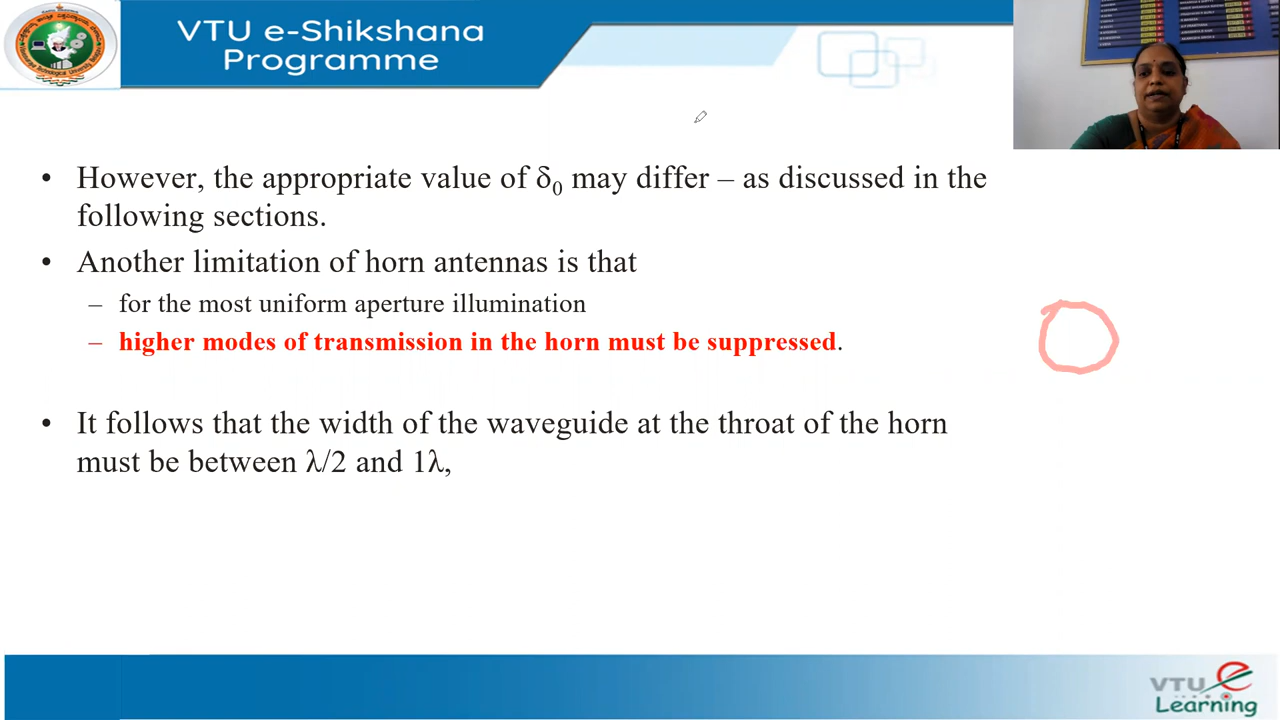 VTU e-Shikshana
Programme
• However, the appropriate value of δ₀ may differ – as discussed in the
following sections.
• Another limitation of horn antennas is that
– for the most uniform aperture illumination
– higher modes of transmission in the horn must be suppressed.
• It follows that the width of the waveguide at the throat of the horn
must be between λ/2 and 1λ,
VTU e
Learning